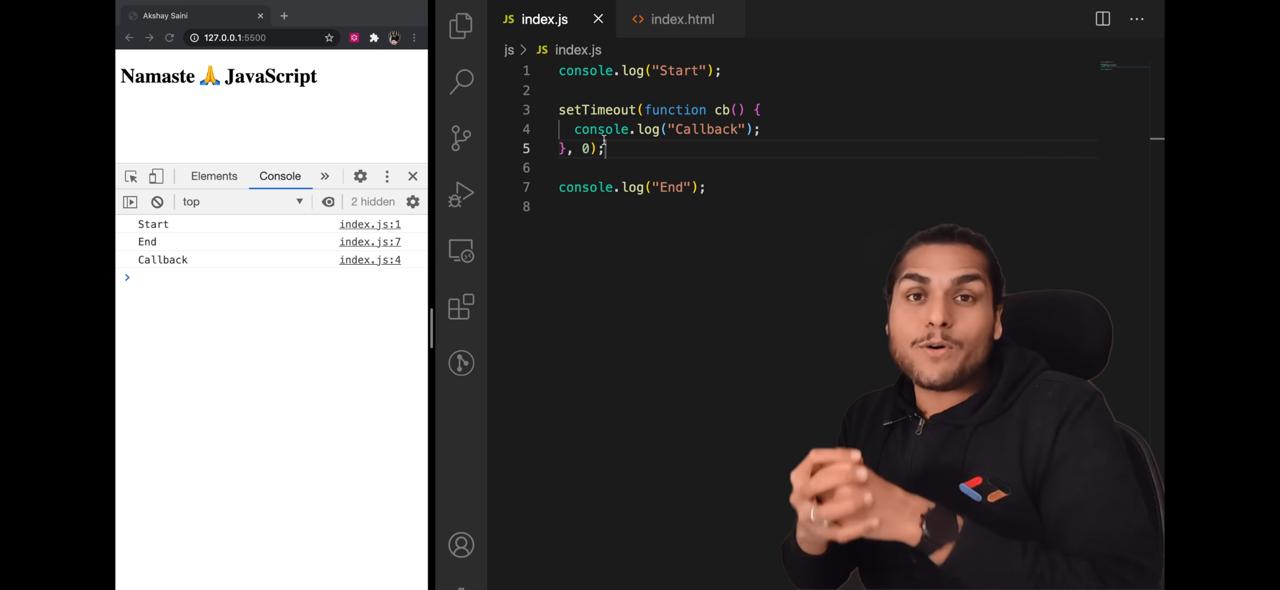 Akshay Saini
127.0.0.1:5500
Namaste 🙏 JavaScript
Elements Console
top 2 hidden
Start index.js:1
End index.js:7
Callback index.js:4
JS index.js index.html
js > JS index.js
1 console.log("Start");
2
3 setTimeout(function cb() {
4 console.log("Callback");
5 }, 0);
6
7 console.log("End");
8